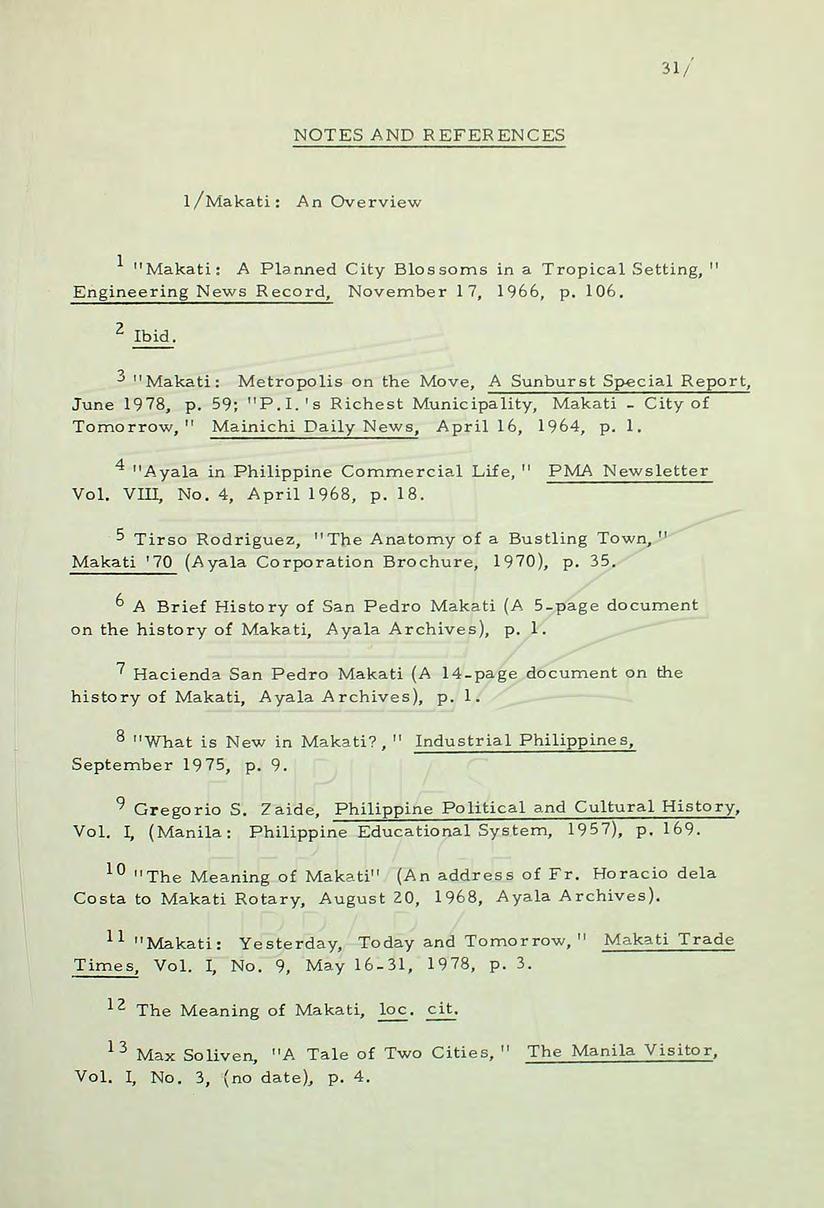 31/
NOTES AND REFERENCES
1/Makati: An Overview
1 "Makati: A Planned City Blossoms in a Tropical Setting,"
Engineering News Record, November 17, 1966, p. 106.
2 Ibid.
3 "Makati: Metropolis on the Move, A Sunburst Special Report,
June 1978, p. 59; "P.I.'s Richest Municipality, Makati - City of
Tomorrow," Mainichi Daily News, April 16, 1964, p. 1.
4 "Ayala in Philippine Commercial Life," PMA Newsletter
Vol. VIII, No. 4, April 1968, p. 18.
5 Tirso Rodriguez, "The Anatomy of a Bustling Town,"
Makati '70 (Ayala Corporation Brochure, 1970), p. 35.
6 A Brief History of San Pedro Makati (A 5-page document
on the history of Makati, Ayala Archives), p. 1.
7 Hacienda San Pedro Makati (A 14-page document on the
history of Makati, Ayala Archives), p. 1.
8 "What is New in Makati?," Industrial Philippines,
September 1975, p. 9.
9 Gregorio S. Zaide, Philippine Political and Cultural History,
Vol. I, (Manila: Philippine Educational System, 1957), p. 169.
10 "The Meaning of Makati" (An address of Fr. Horacio dela
Costa to Makati Rotary, August 20, 1968, Ayala Archives).
11 "Makati: Yesterday, Today and Tomorrow," Makati Trade
Times, Vol. I, No. 9, May 16-31, 1978, p. 3.
12 The Meaning of Makati, loc. cit.
13 Max Soliven, "A Tale of Two Cities," The Manila Visitor,
Vol. I, No. 3, (no date), p. 4.